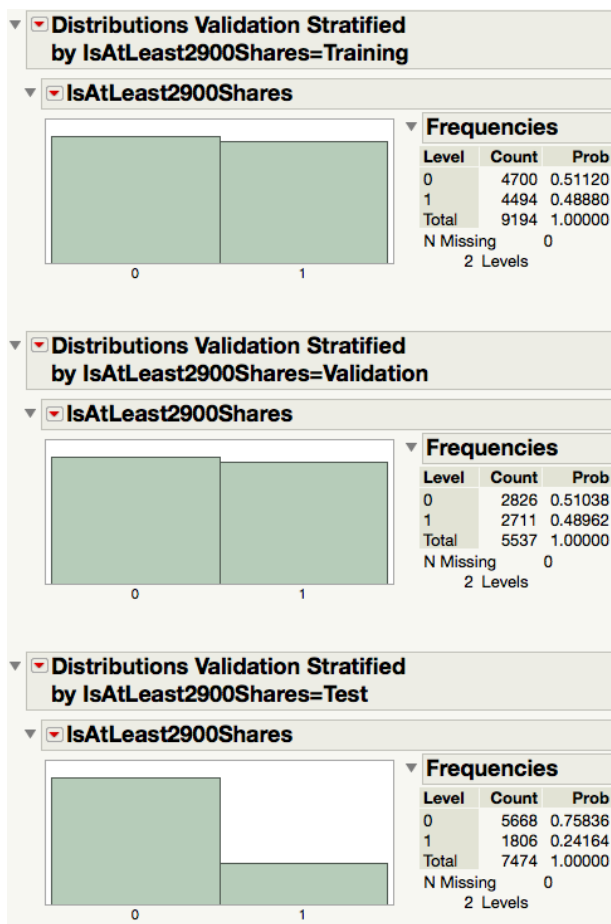 Distributions Validation Stratified
by IsAtLeast2900Shares=Training
IsAtLeast2900Shares
0 1
Frequencies
Level Count Prob
0 4700 0.51120
1 4494 0.48880
Total 9194 1.00000
N Missing 0
2 Levels
Distributions Validation Stratified
by IsAtLeast2900Shares=Validation
IsAtLeast2900Shares
0 1
Frequencies
Level Count Prob
0 2826 0.51038
1 2711 0.48962
Total 5537 1.00000
N Missing 0
2 Levels
Distributions Validation Stratified
by IsAtLeast2900Shares=Test
IsAtLeast2900Shares
0 1
Frequencies
Level Count Prob
0 5668 0.75836
1 1806 0.24164
Total 7474 1.00000
N Missing 0
2 Levels